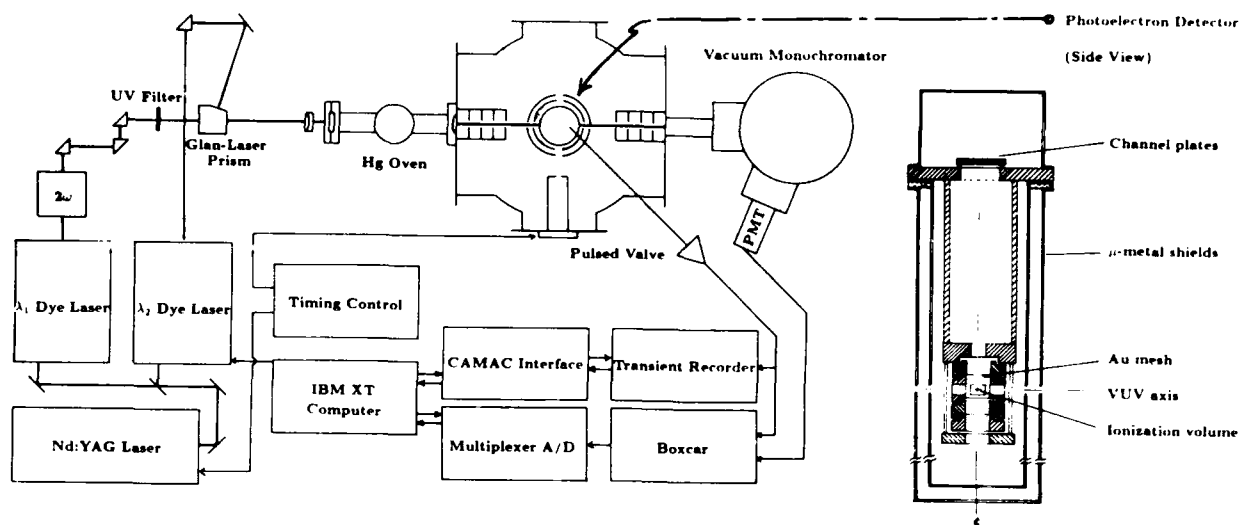 Photoelectron Detector
(Side View)
Vacuum Monochromator
UV Filter
Glan-Laser
Prism
Hg Oven
Channel plates
2ω
PMT
Pulsed Valve
μ-metal shields
λ₁ Dye Laser
λ₂ Dye Laser
Timing Control
CAMAC Interface
Transient Recorder
Au mesh
IBM XT
Computer
VUV axis
Ionization volume
Nd:YAG Laser
Multiplexer A/D
Boxcar